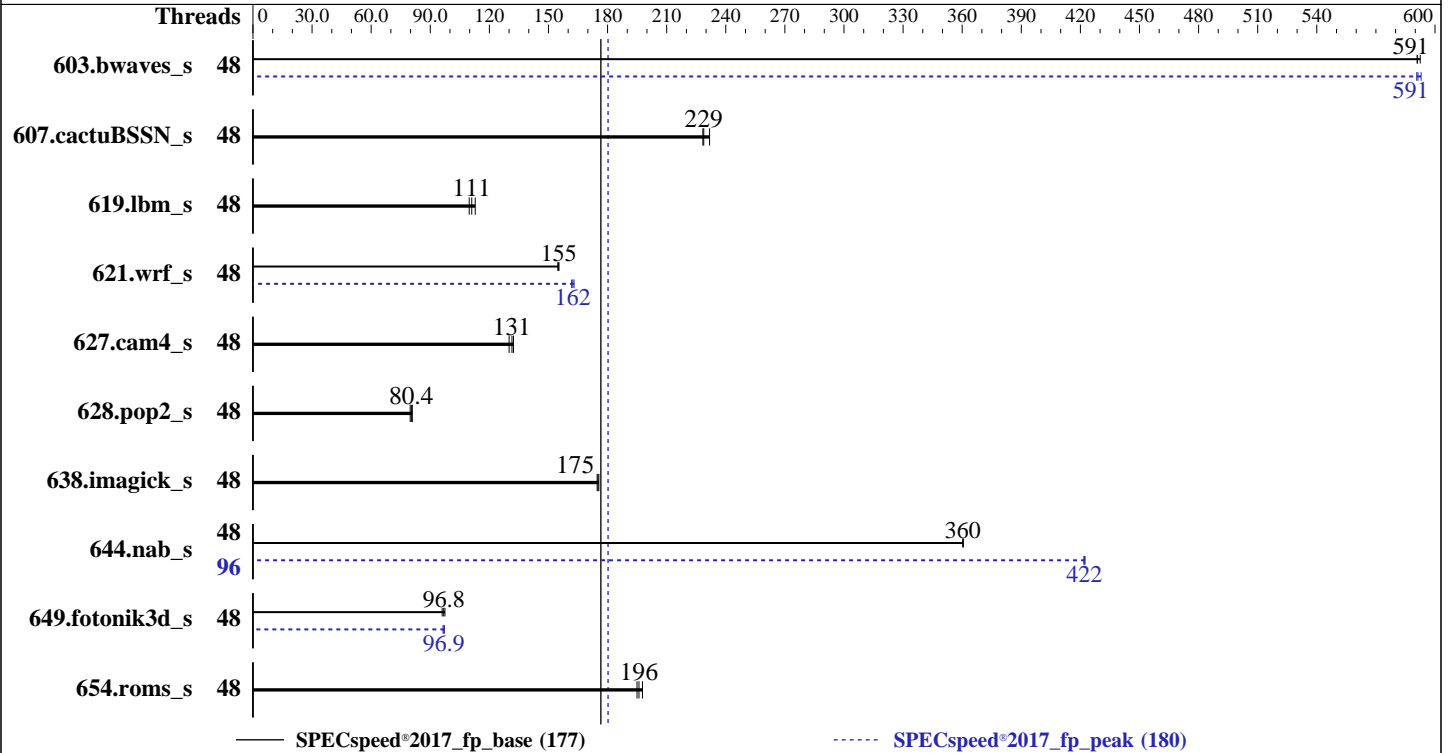 Threads 0 30.0 60.0 90.0 120 150 180 210 240 270 300 330 360 390 420 450 480 510 540 600
603.bwaves_s 48 591
591
607.cactuBSSN_s 48 229
619.lbm_s 48 111
621.wrf_s 48 155
162
627.cam4_s 48 131
628.pop2_s 48 80.4
638.imagick_s 48 175
644.nab_s 48 360
96 422
649.fotonik3d_s 48 96.8
96.9
654.roms_s 48 196
SPECspeed®2017_fp_base (177) SPECspeed®2017_fp_peak (180)